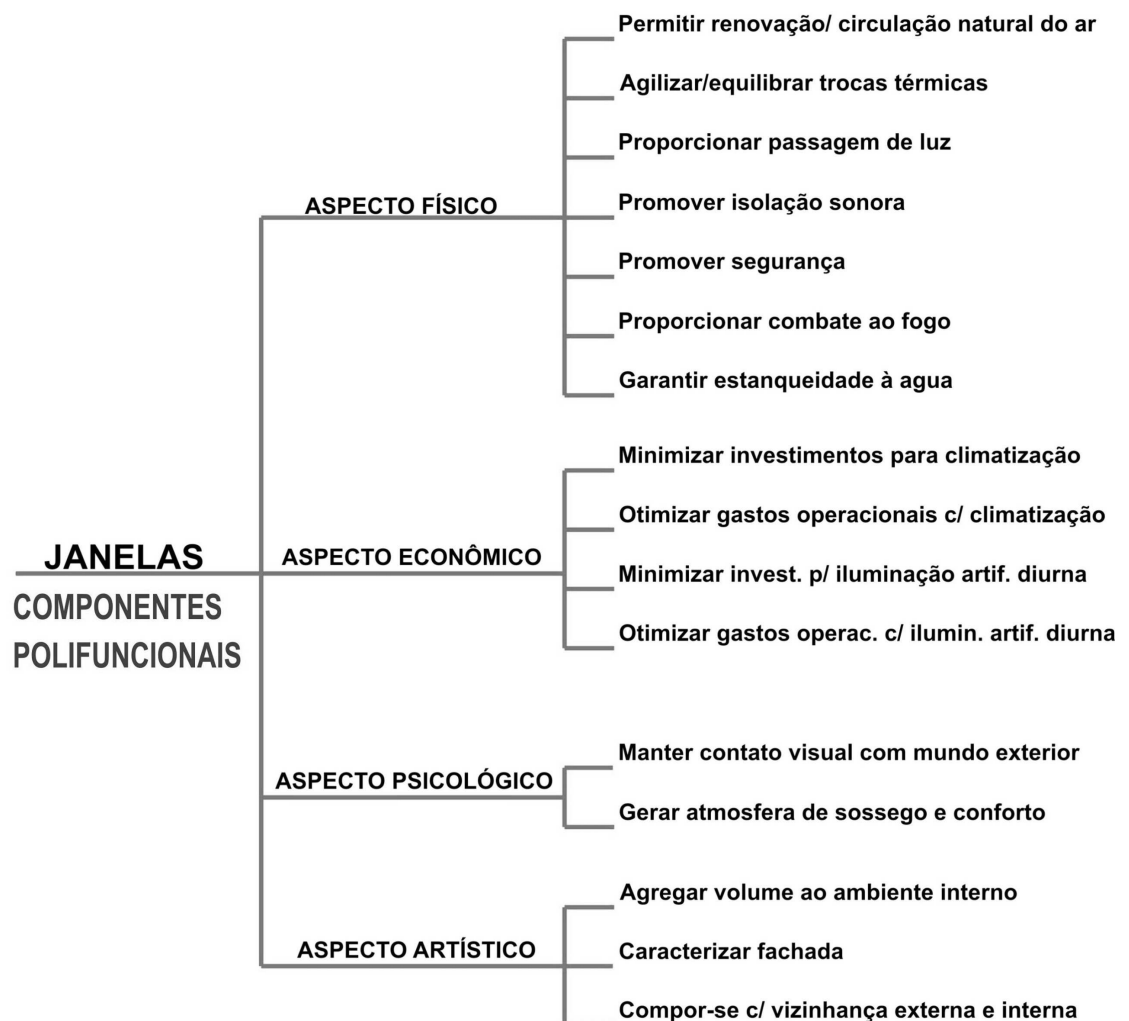 JANELAS
COMPONENTES
POLIFUNCIONAIS
ASPECTO FÍSICO
Permitir renovação/ circulação natural do ar
Agilizar/equilibrar trocas térmicas
Proporcionar passagem de luz
Promover isolação sonora
Promover segurança
Proporcionar combate ao fogo
Garantir estanqueidade à agua
ASPECTO ECONÔMICO
Minimizar investimentos para climatização
Otimizar gastos operacionais c/ climatização
Minimizar invest. p/ iluminação artif. diurna
Otimizar gastos operac. c/ ilumin. artif. diurna
ASPECTO PSICOLÓGICO
Manter contato visual com mundo exterior
Gerar atmosfera de sossego e conforto
ASPECTO ARTÍSTICO
Agregar volume ao ambiente interno
Caracterizar fachada
Compor-se c/ vizinhança externa e interna